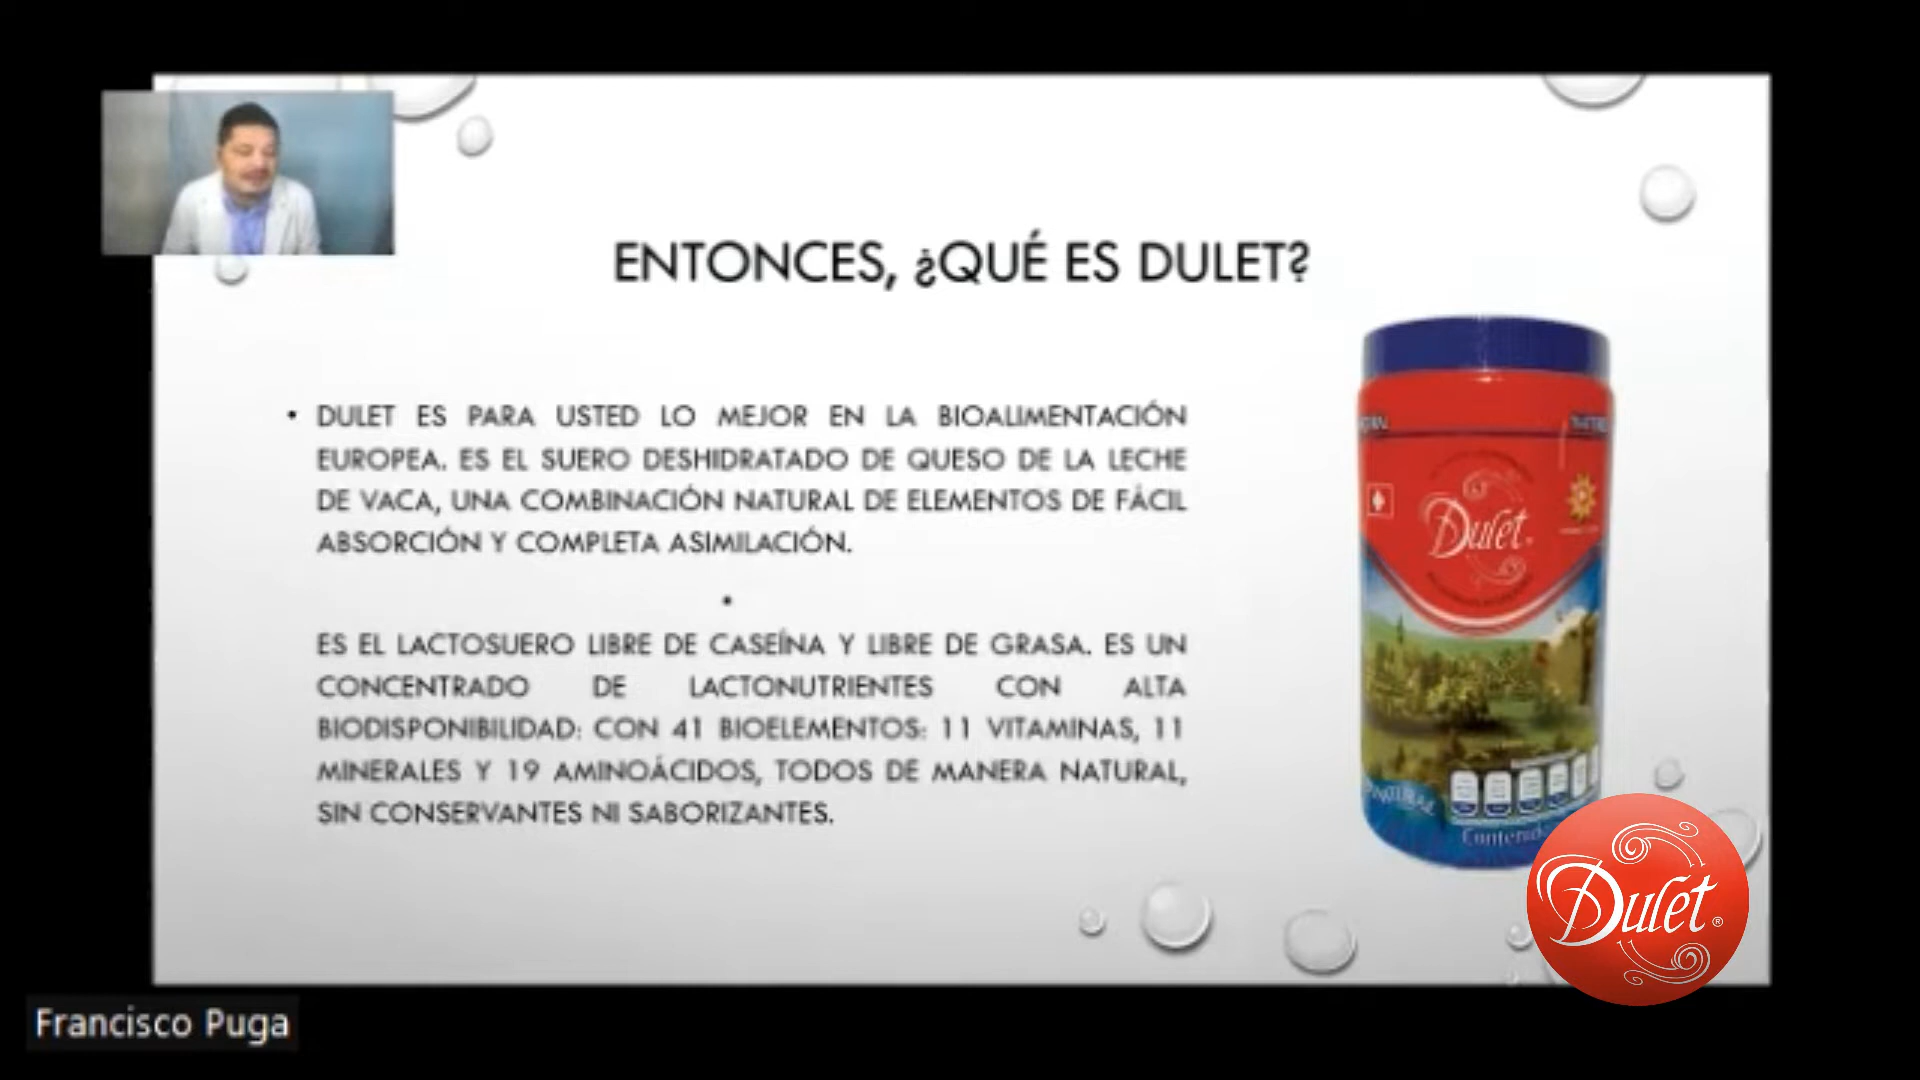 ENTONCES, ¿QUÉ ES DULET?
• DULET ES PARA USTED LO MEJOR EN LA BIOALIMENTACIÓN
EUROPEA. ES EL SUERO DESHIDRATADO DE QUESO DE LA LECHE
DE VACA, UNA COMBINACIÓN NATURAL DE ELEMENTOS DE FÁCIL
ABSORCIÓN Y COMPLETA ASIMILACIÓN.
•
ES EL LACTOSUERO LIBRE DE CASEÍNA Y LIBRE DE GRASA. ES UN
CONCENTRADO DE LACTONUTRIENTES CON ALTA
BIODISPONIBILIDAD: CON 41 BIOELEMENTOS: 11 VITAMINAS, 11
MINERALES Y 19 AMINOÁCIDOS, TODOS DE MANERA NATURAL,
SIN CONSERVANTES NI SABORIZANTES.
Dulet
NATURAL
Dulet®
Francisco Puga